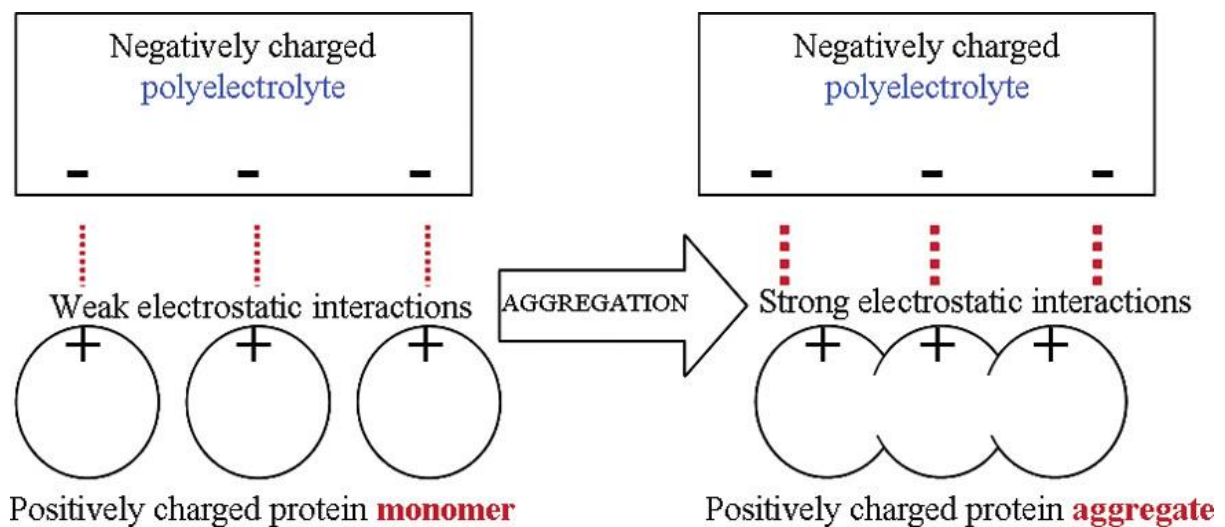 Negatively charged
polyelectrolyte
- - -
Weak electrostatic interactions
+ + +
Positively charged protein monomer
AGGREGATION
Negatively charged
polyelectrolyte
- - -
Strong electrostatic interactions
+ + +
Positively charged protein aggregate